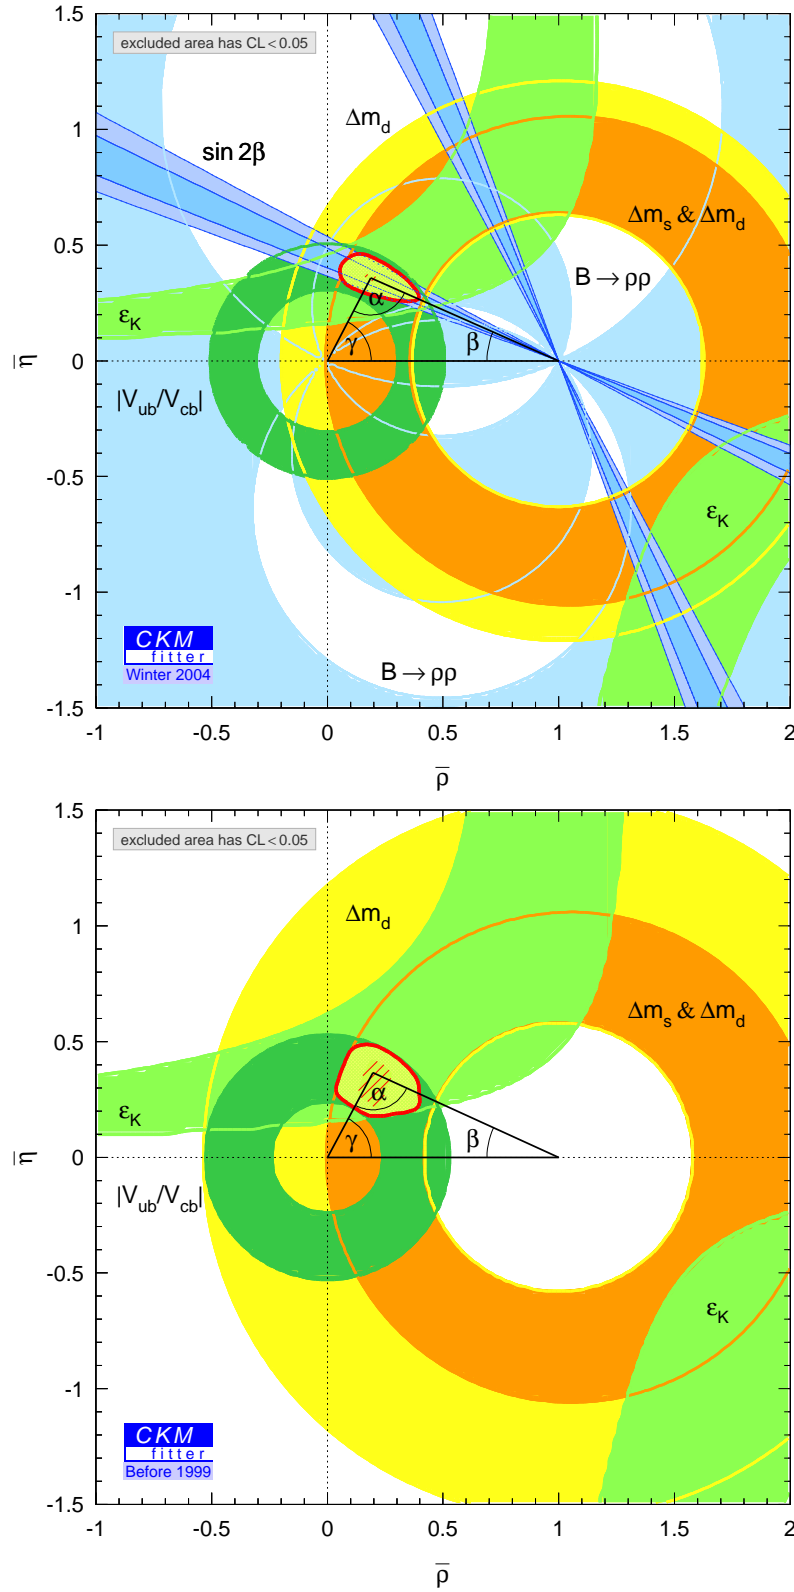 excluded area has CL < 0.05
Δm_d
sin 2β
Δm_s & Δm_d
B → ρρ
ε_K
α
γ
β
|V_ub/V_cb|
ε_K
B → ρρ
CKM
fitter
Winter 2004
1.5
1
0.5
0
-0.5
-1
-1.5
η̅
-1 -0.5 0 0.5 1 1.5 2
ρ̅
excluded area has CL < 0.05
Δm_d
Δm_s & Δm_d
ε_K
α
γ
β
|V_ub/V_cb|
ε_K
CKM
fitter
Before 1999
1.5
1
0.5
0
-0.5
-1
-1.5
η̅
-1 -0.5 0 0.5 1 1.5 2
ρ̅